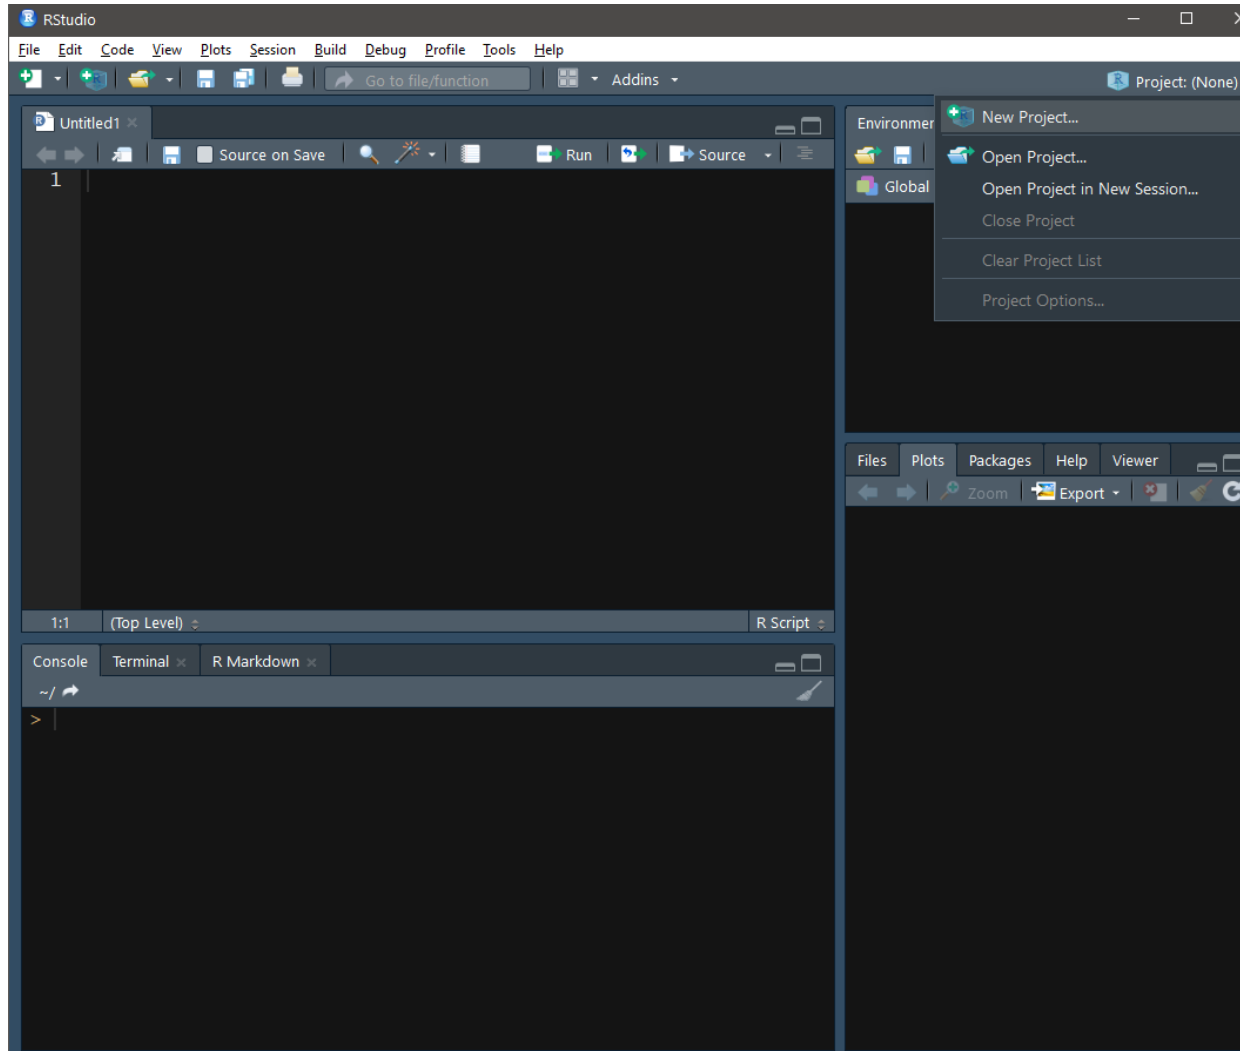 RStudio
File Edit Code View Plots Session Build Debug Profile Tools Help
Go to file/function Addins Project: (None)
Untitled1
Source on Save Run Source
1
1:1 (Top Level) R Script
Console Terminal R Markdown
~/
>
Global
New Project...
Open Project...
Open Project in New Session...
Close Project
Clear Project List
Project Options...
Files Plots Packages Help Viewer
Zoom Export